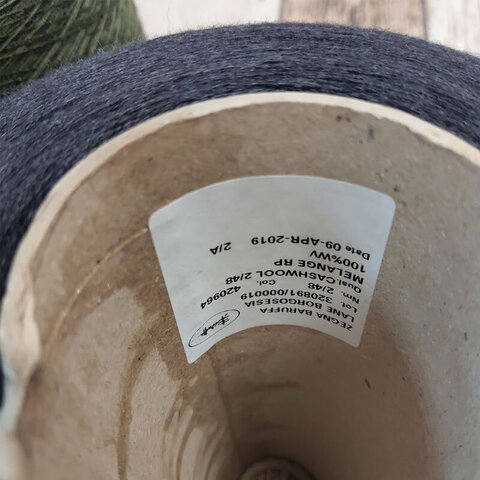 ZEGNA BARUFFA
LANE BORGOSESIA
Lot. 320891/000019
Nm. 2/48 Col. 420964
Qual. CASHWOOL 2/48
MELANGE RP
100%WV
Date 09-APR-2019 2/A